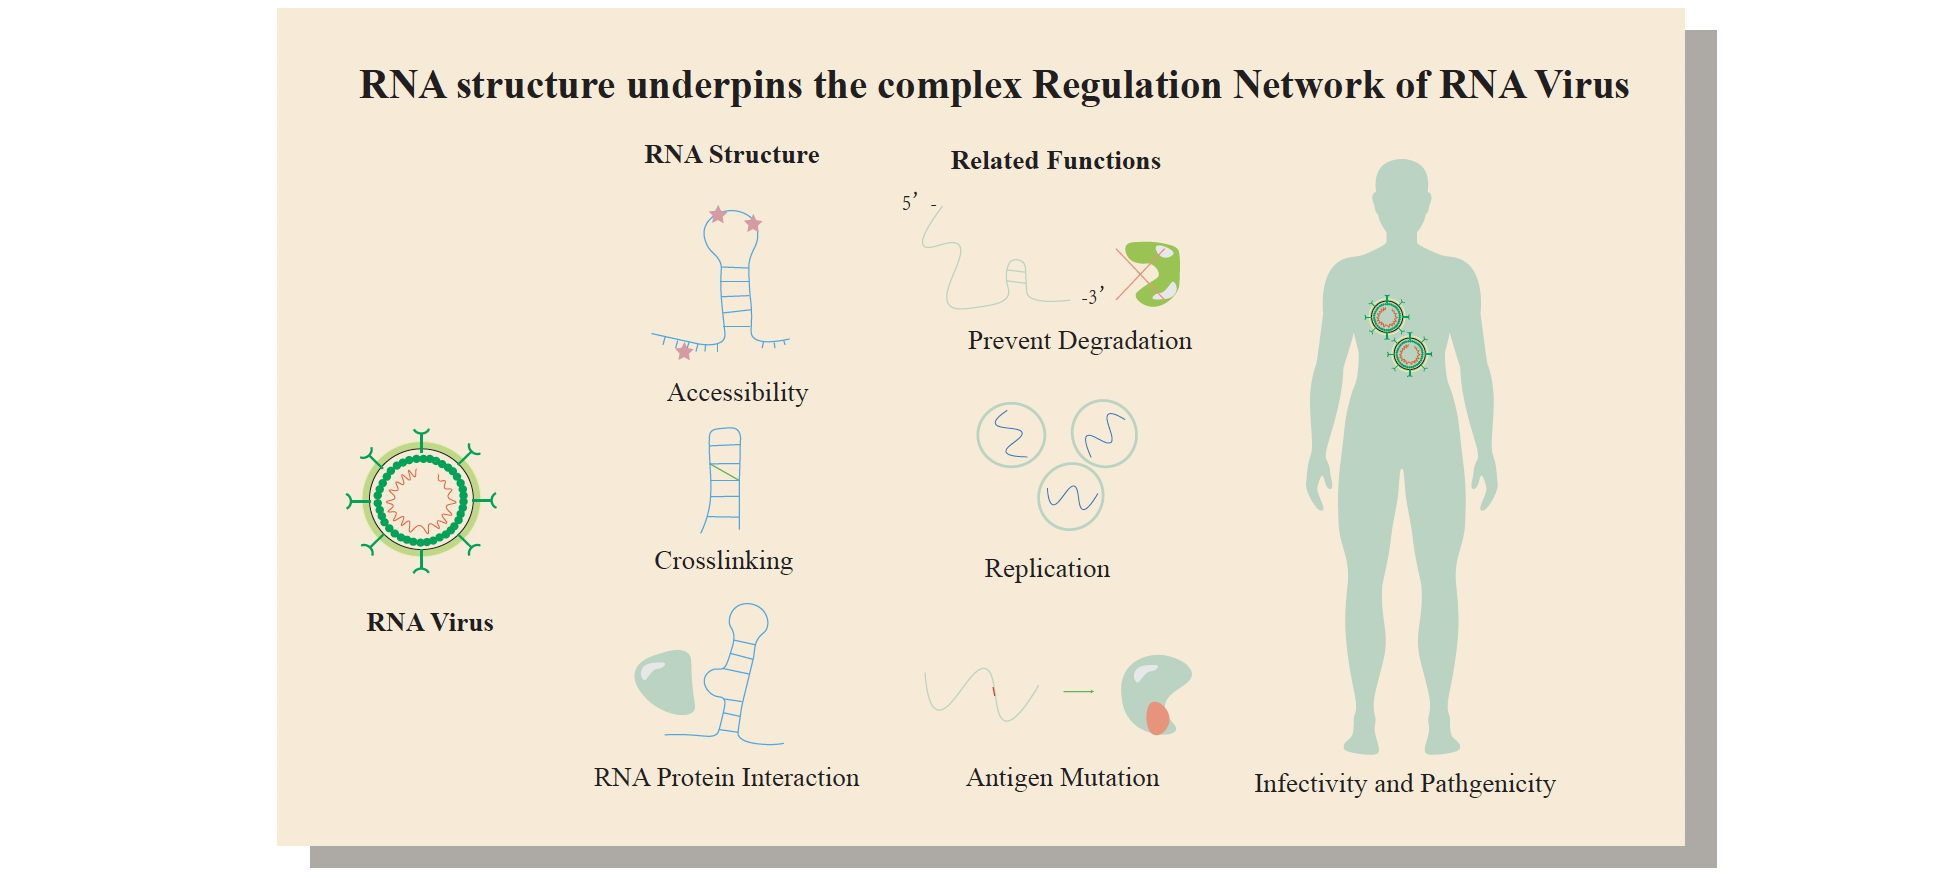 RNA structure underpins the complex Regulation Network of RNA Virus
RNA Structure
Related Functions
5’ -
-3’
Prevent Degradation
Accessibility
Crosslinking
Replication
RNA Virus
RNA Protein Interaction
Antigen Mutation
Infectivity and Pathgenicity